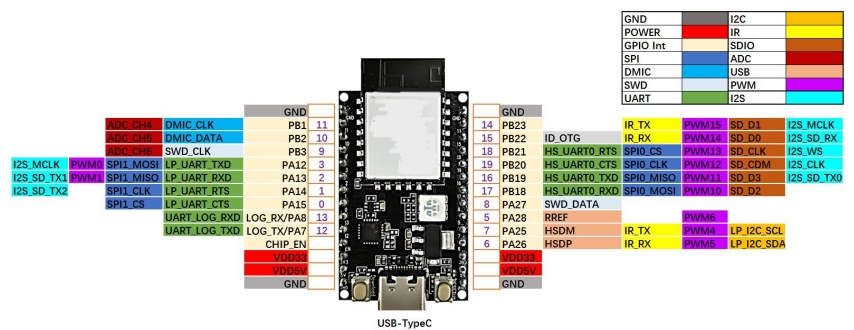 GND I2C
POWER IR
GPIO Int SDIO
SPI ADC
DMIC USB
SWD PWM
UART I2S
GND GND
ADC_CH4 DMIC_CLK PB1 11 14 PB23 IR_TX PWM15 SD_D1 I2S_MCLK
ADC_CH5 DMIC_DATA PB2 10 15 PB22 ID_OTG IR_RX PWM14 SD_D0 I2S_SD_RX
ADC_CH6 SWD_CLK PB3 9 18 PB21 HS_UART0_RTS SPI0_CS PWM13 SD_CLK I2S_WS
I2S_MCLK PWM0 SPI1_MOSI LP_UART_TXD PA12 3 19 PB20 HS_UART0_CTS SPI0_CLK PWM12 SD_CDM I2S_CLK
I2S_SD_TX1 PWM1 SPI1_MISO LP_UART_RXD PA13 2 16 PB19 HS_UART0_TXD SPI0_MISO PWM11 SD_D3 I2S_SD_TX0
I2S_SD_TX2 SPI1_CLK LP_UART_RTS PA14 1 17 PB18 HS_UART0_RXD SPI0_MOSI PWM10 SD_D2
SPI1_CS LP_UART_CTS PA15 0 8 PA27 SWD_DATA
UART_LOG_RXD LOG_RX/PA8 13 5 PA28 RREF PWM6
UART_LOG_TXD LOG_TX/PA7 12 7 PA25 HSDM IR_TX PWM4 LP_I2C_SCL
CHIP_EN 6 PA26 HSDP IR_RX PWM5 LP_I2C_SDA
VDD33 VDD33
VDD5V VDD5V
GND GND
USB-TypeC